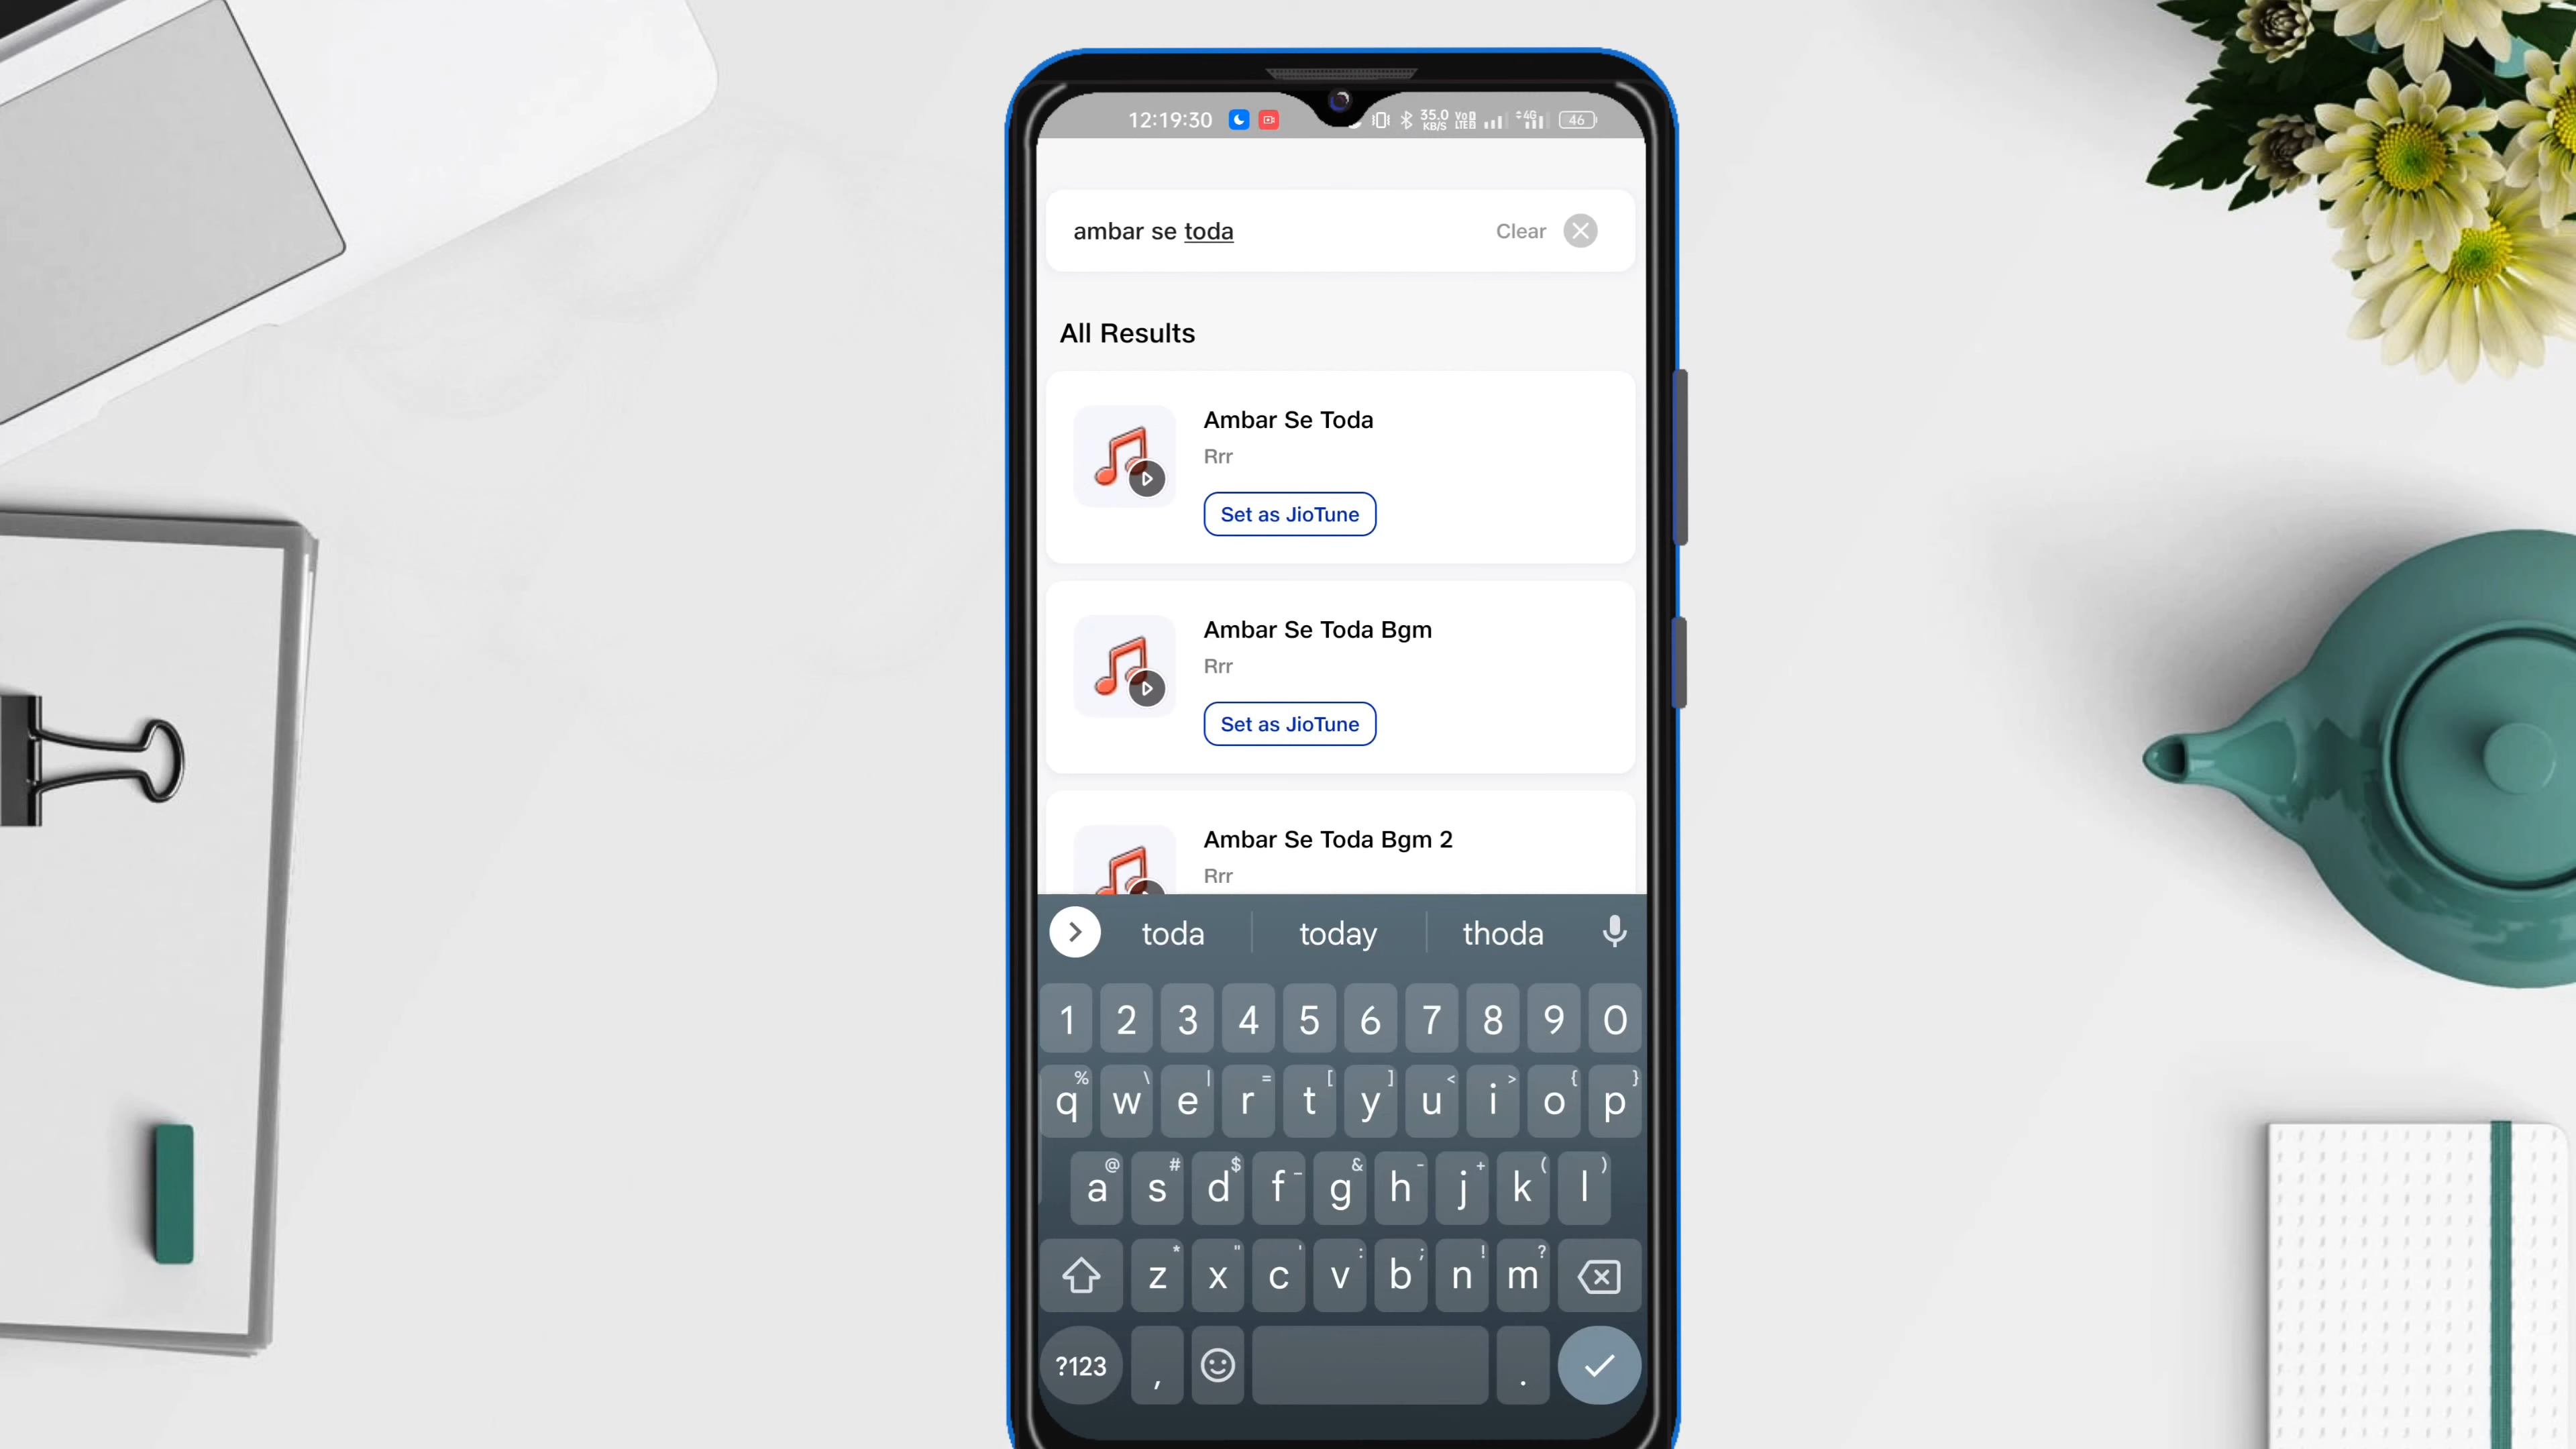 12:19:30 35.0 KB/S VoD LTE2 4G 46
ambar se toda Clear
All Results
Ambar Se Toda
Rrr
Set as JioTune
Ambar Se Toda Bgm
Rrr
Set as JioTune
Ambar Se Toda Bgm 2
Rrr
toda today thoda
1 2 3 4 5 6 7 8 9 0
% \ | = [ ] < > { }
q w e r t y u i o p
@ # $ _ & - + ( )
a s d f g h j k l
* " ' : ; ! ?
z x c v b n m
?123 , .